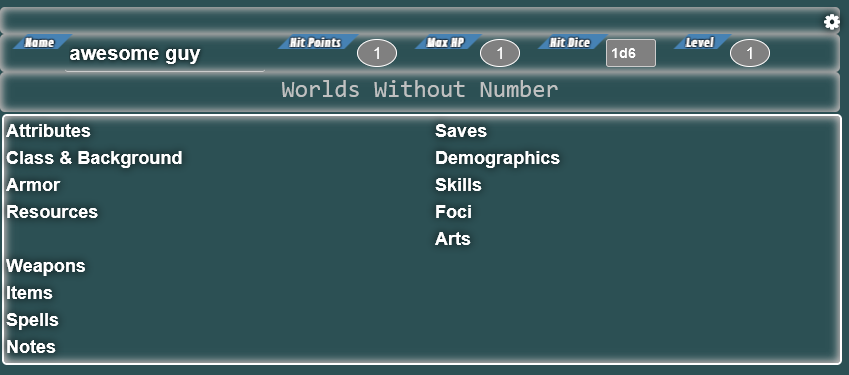 Name awesome guy Hit Points 1 Max HP 1 Hit Dice 1d6 Level 1
Worlds Without Number
Attributes
Class & Background
Armor
Resources
Saves
Demographics
Skills
Foci
Arts
Weapons
Items
Spells
Notes